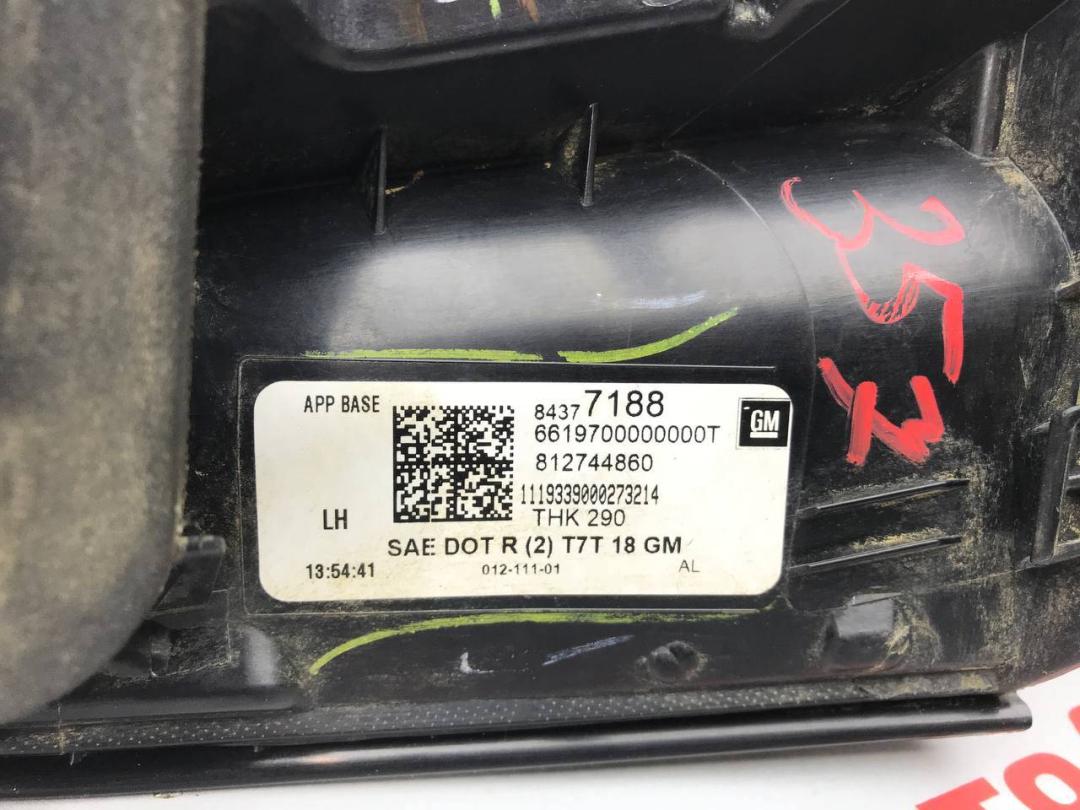 357
APP BASE
84377188
6619700000000T
GM
812744860
1119339000273214
LH
THK 290
SAE DOT R (2) T7T 18 GM
13:54:41
012-111-01
AL